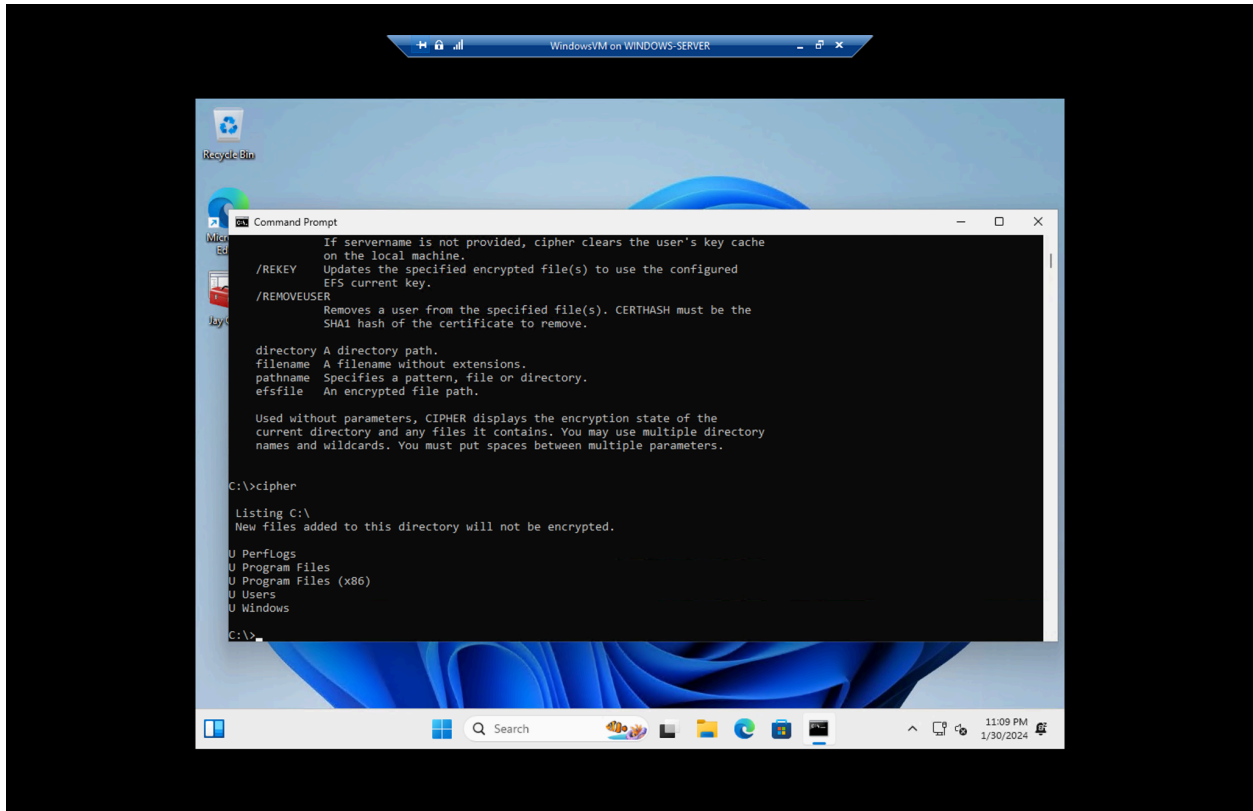 WindowsVM on WINDOWS-SERVER
Recycle Bin
Command Prompt
If servername is not provided, cipher clears the user's key cache
on the local machine.
/REKEY Updates the specified encrypted file(s) to use the configured
EFS current key.
/REMOVEUSER
Removes a user from the specified file(s). CERTHASH must be the
SHA1 hash of the certificate to remove.
directory A directory path.
filename A filename without extensions.
pathname Specifies a pattern, file or directory.
efsfile An encrypted file path.
Used without parameters, CIPHER displays the encryption state of the
current directory and any files it contains. You may use multiple directory
names and wildcards. You must put spaces between multiple parameters.
C:\>cipher
Listing C:\
New files added to this directory will not be encrypted.
U PerfLogs
U Program Files
U Program Files (x86)
U Users
U Windows
C:\>
Jay
Search
11:09 PM
1/30/2024